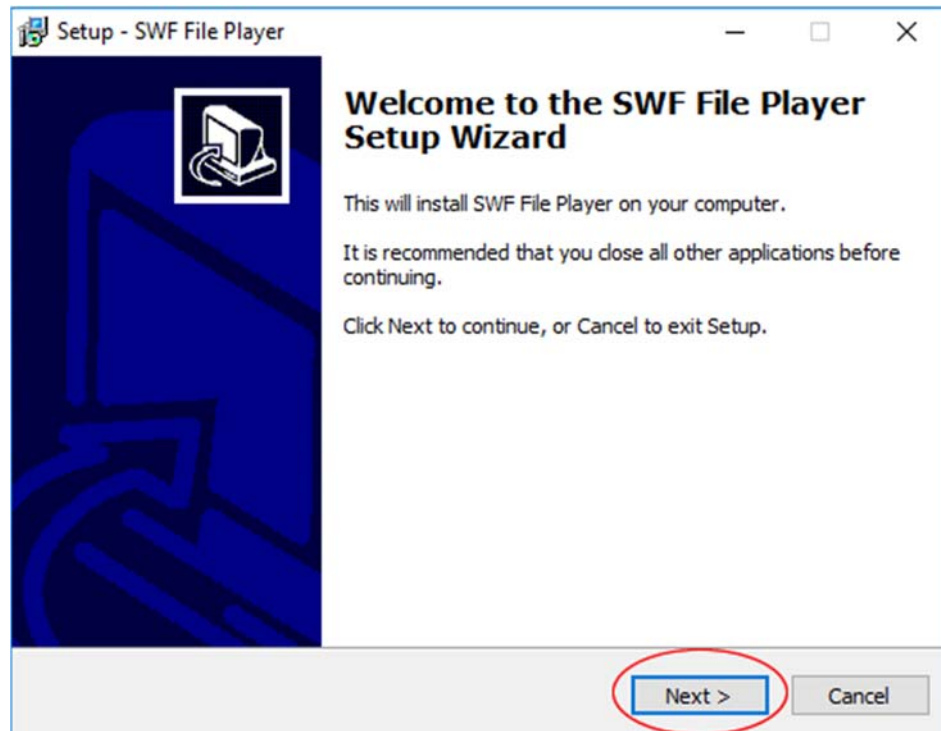 Setup - SWF File Player
Welcome to the SWF File Player
Setup Wizard
This will install SWF File Player on your computer.
It is recommended that you close all other applications before
continuing.
Click Next to continue, or Cancel to exit Setup.
Next >
Cancel